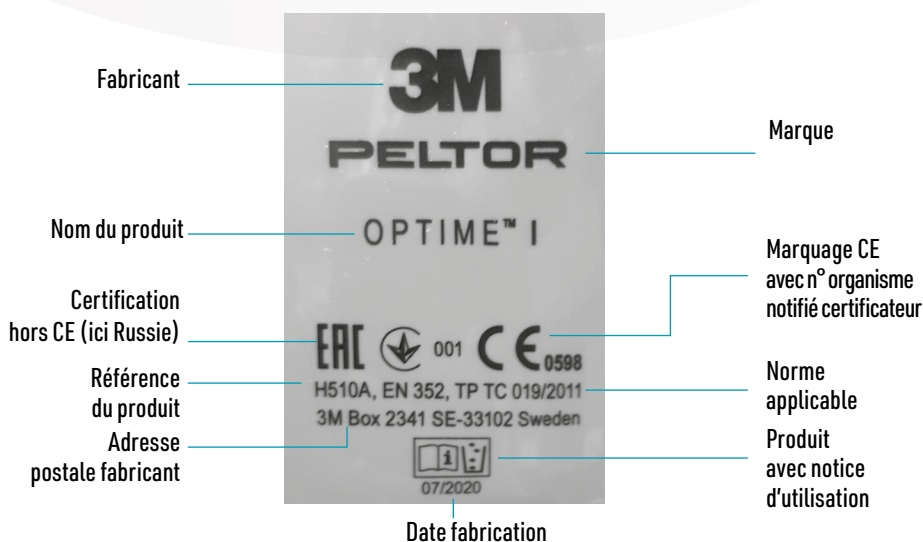 Fabricant
3M
PELTOR
Marque
Nom du produit
OPTIME™ I
Certification
hors CE (ici Russie)
EAC 001 CE 0598
Marquage CE
avec n° organisme
notifié certificateur
Référence
du produit
H510A, EN 352, TP TC 019/2011
Norme
applicable
Adresse
postale fabricant
3M Box 2341 SE-33102 Sweden
i
Produit
avec notice
d'utilisation
07/2020
Date fabrication